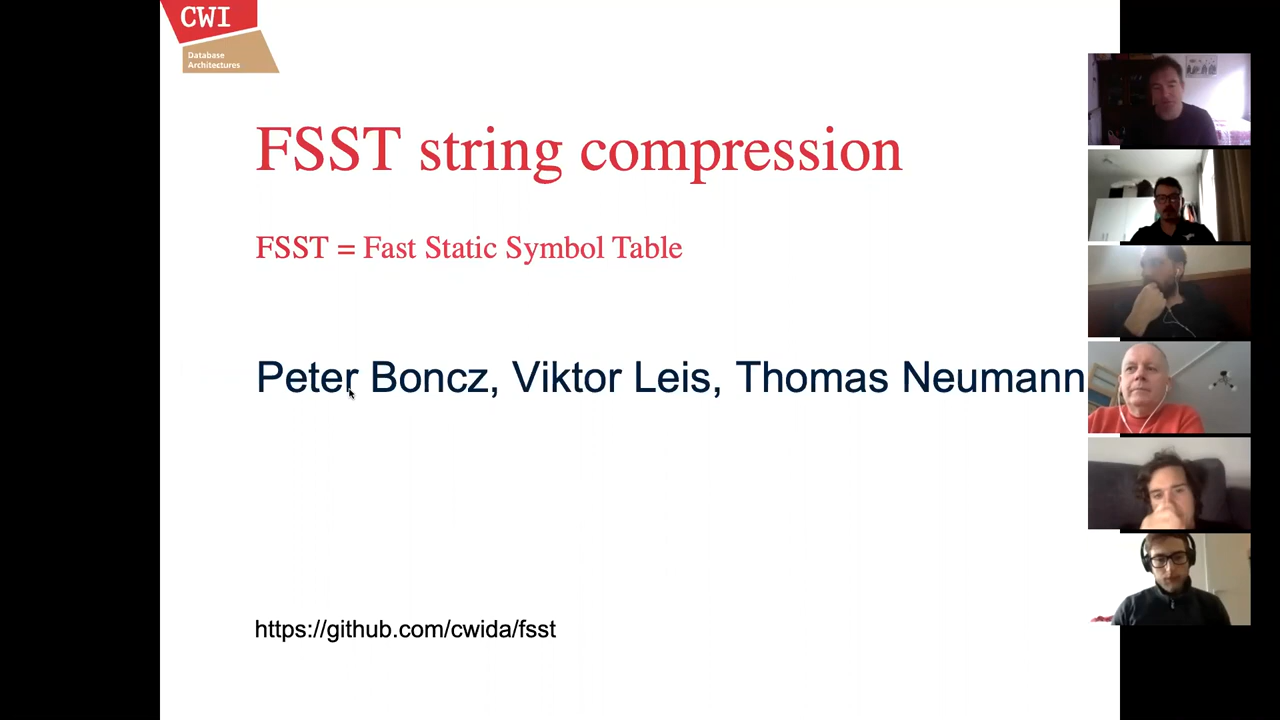 CWI
Database
Architectures
FSST string compression
FSST = Fast Static Symbol Table
Peter Boncz, Viktor Leis, Thomas Neumann
https://github.com/cwida/fsst